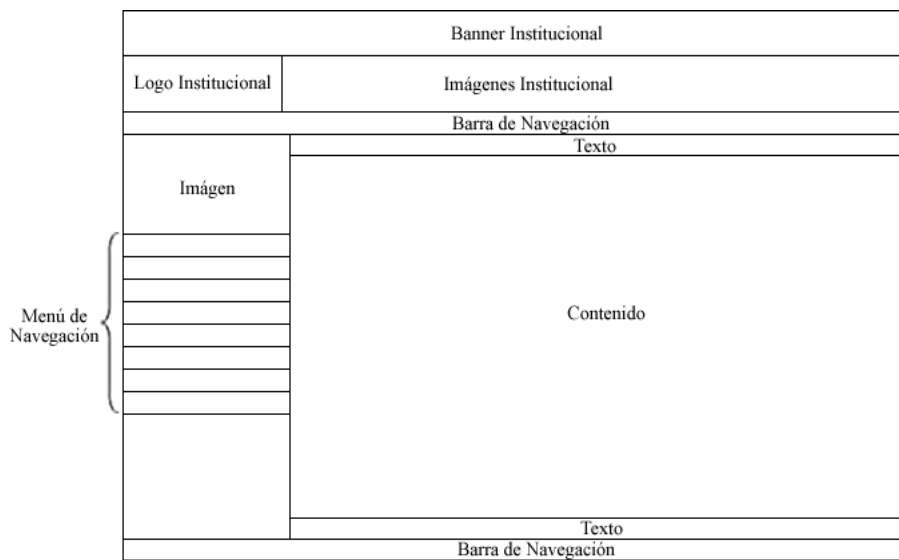 Banner Institucional
Logo Institucional
Imágenes Institucional
Barra de Navegación
Texto
Imágen
Menú de
Navegación
Contenido
Texto
Barra de Navegación